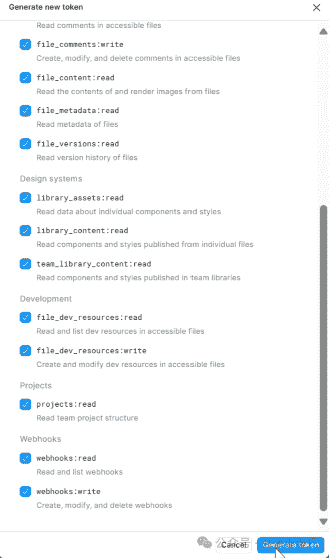 Generate new token
Read comments in accessible files
file_comments:write
Create, modify, and delete comments in accessible files
file_content:read
Read the contents of and render images from files
file_metadata:read
Read metadata of files
file_versions:read
Read version history of files
Design systems
library_assets:read
Read data about individual components and styles
library_content:read
Read components and styles published from individual files
team_library_content:read
Read components and styles published in team libraries
Development
file_dev_resources:read
Read and list dev resources in accessible files
file_dev_resources:write
Create and modify dev resources in accessible files
Projects
projects:read
Read team project structure
Webhooks
webhooks:read
Read and list webhooks
webhooks:write
Create, modify, and delete webhooks
公众号
Cancel
Generate token